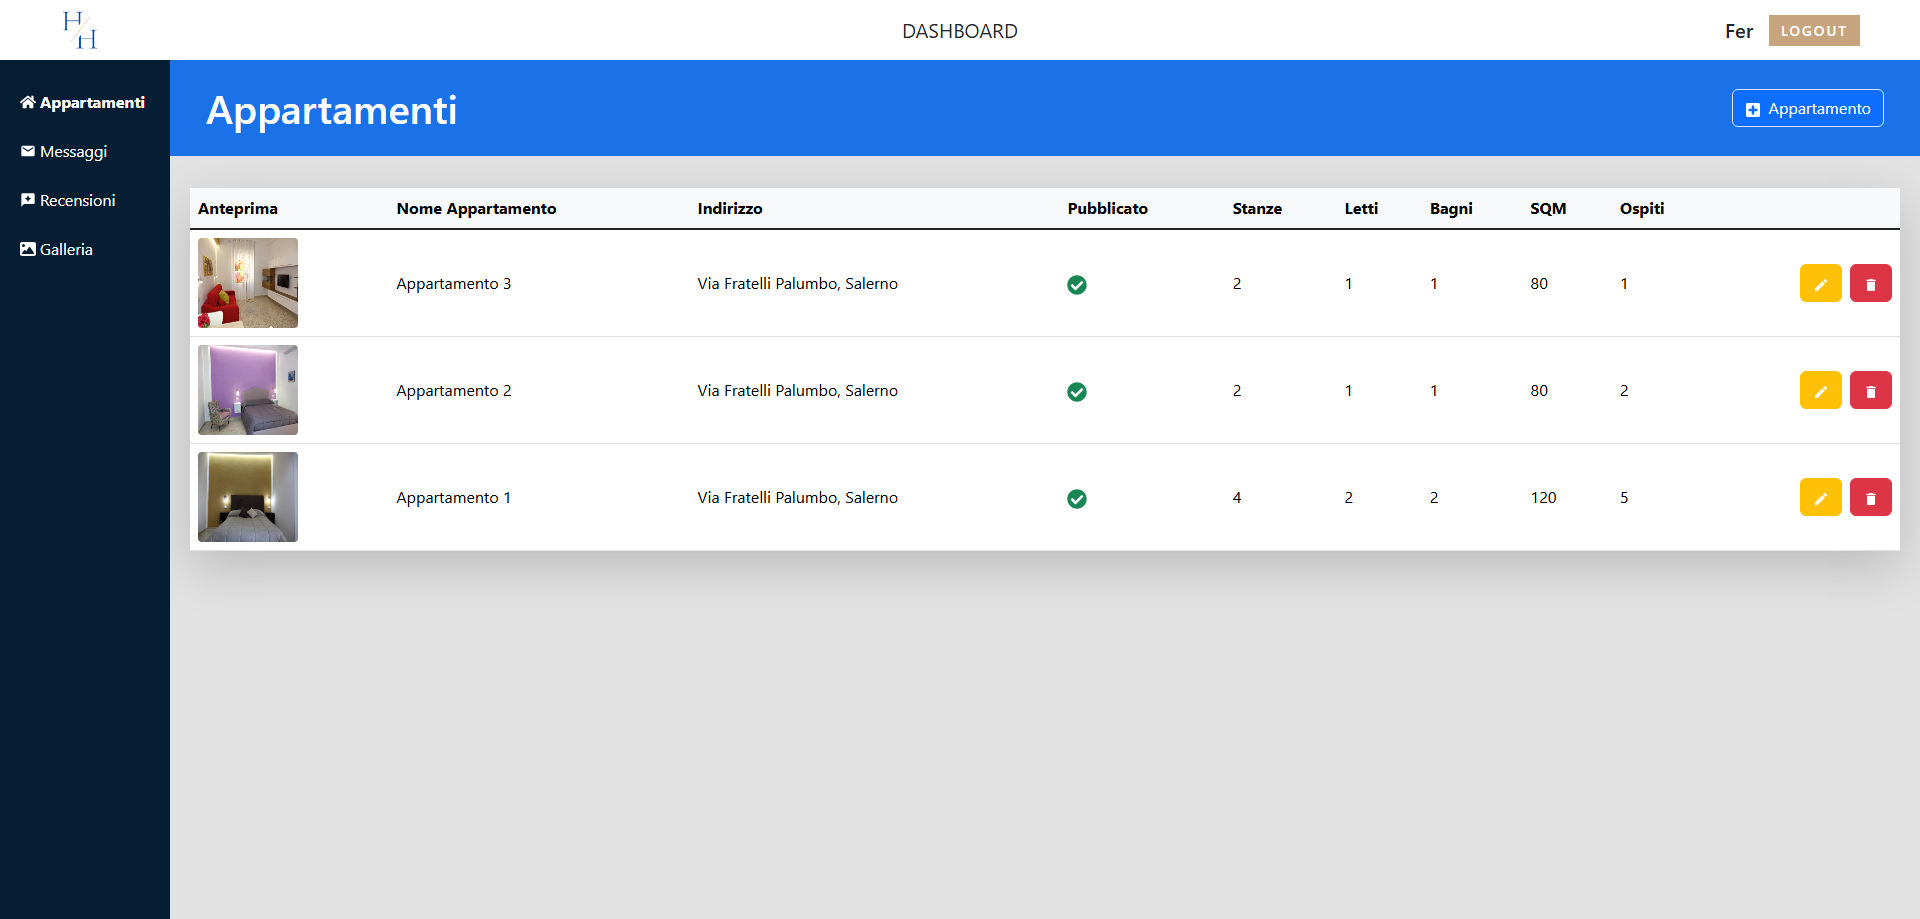 H
H
DASHBOARD
Fer
LOGOUT
Appartamenti
Messaggi
Recensioni
Galleria
Appartamenti
Appartamento
Anteprima Nome Appartamento Indirizzo Pubblicato Stanze Letti Bagni SQM Ospiti
Appartamento 3 Via Fratelli Palumbo, Salerno 2 1 1 80 1
Appartamento 2 Via Fratelli Palumbo, Salerno 2 1 1 80 2
Appartamento 1 Via Fratelli Palumbo, Salerno 4 2 2 120 5